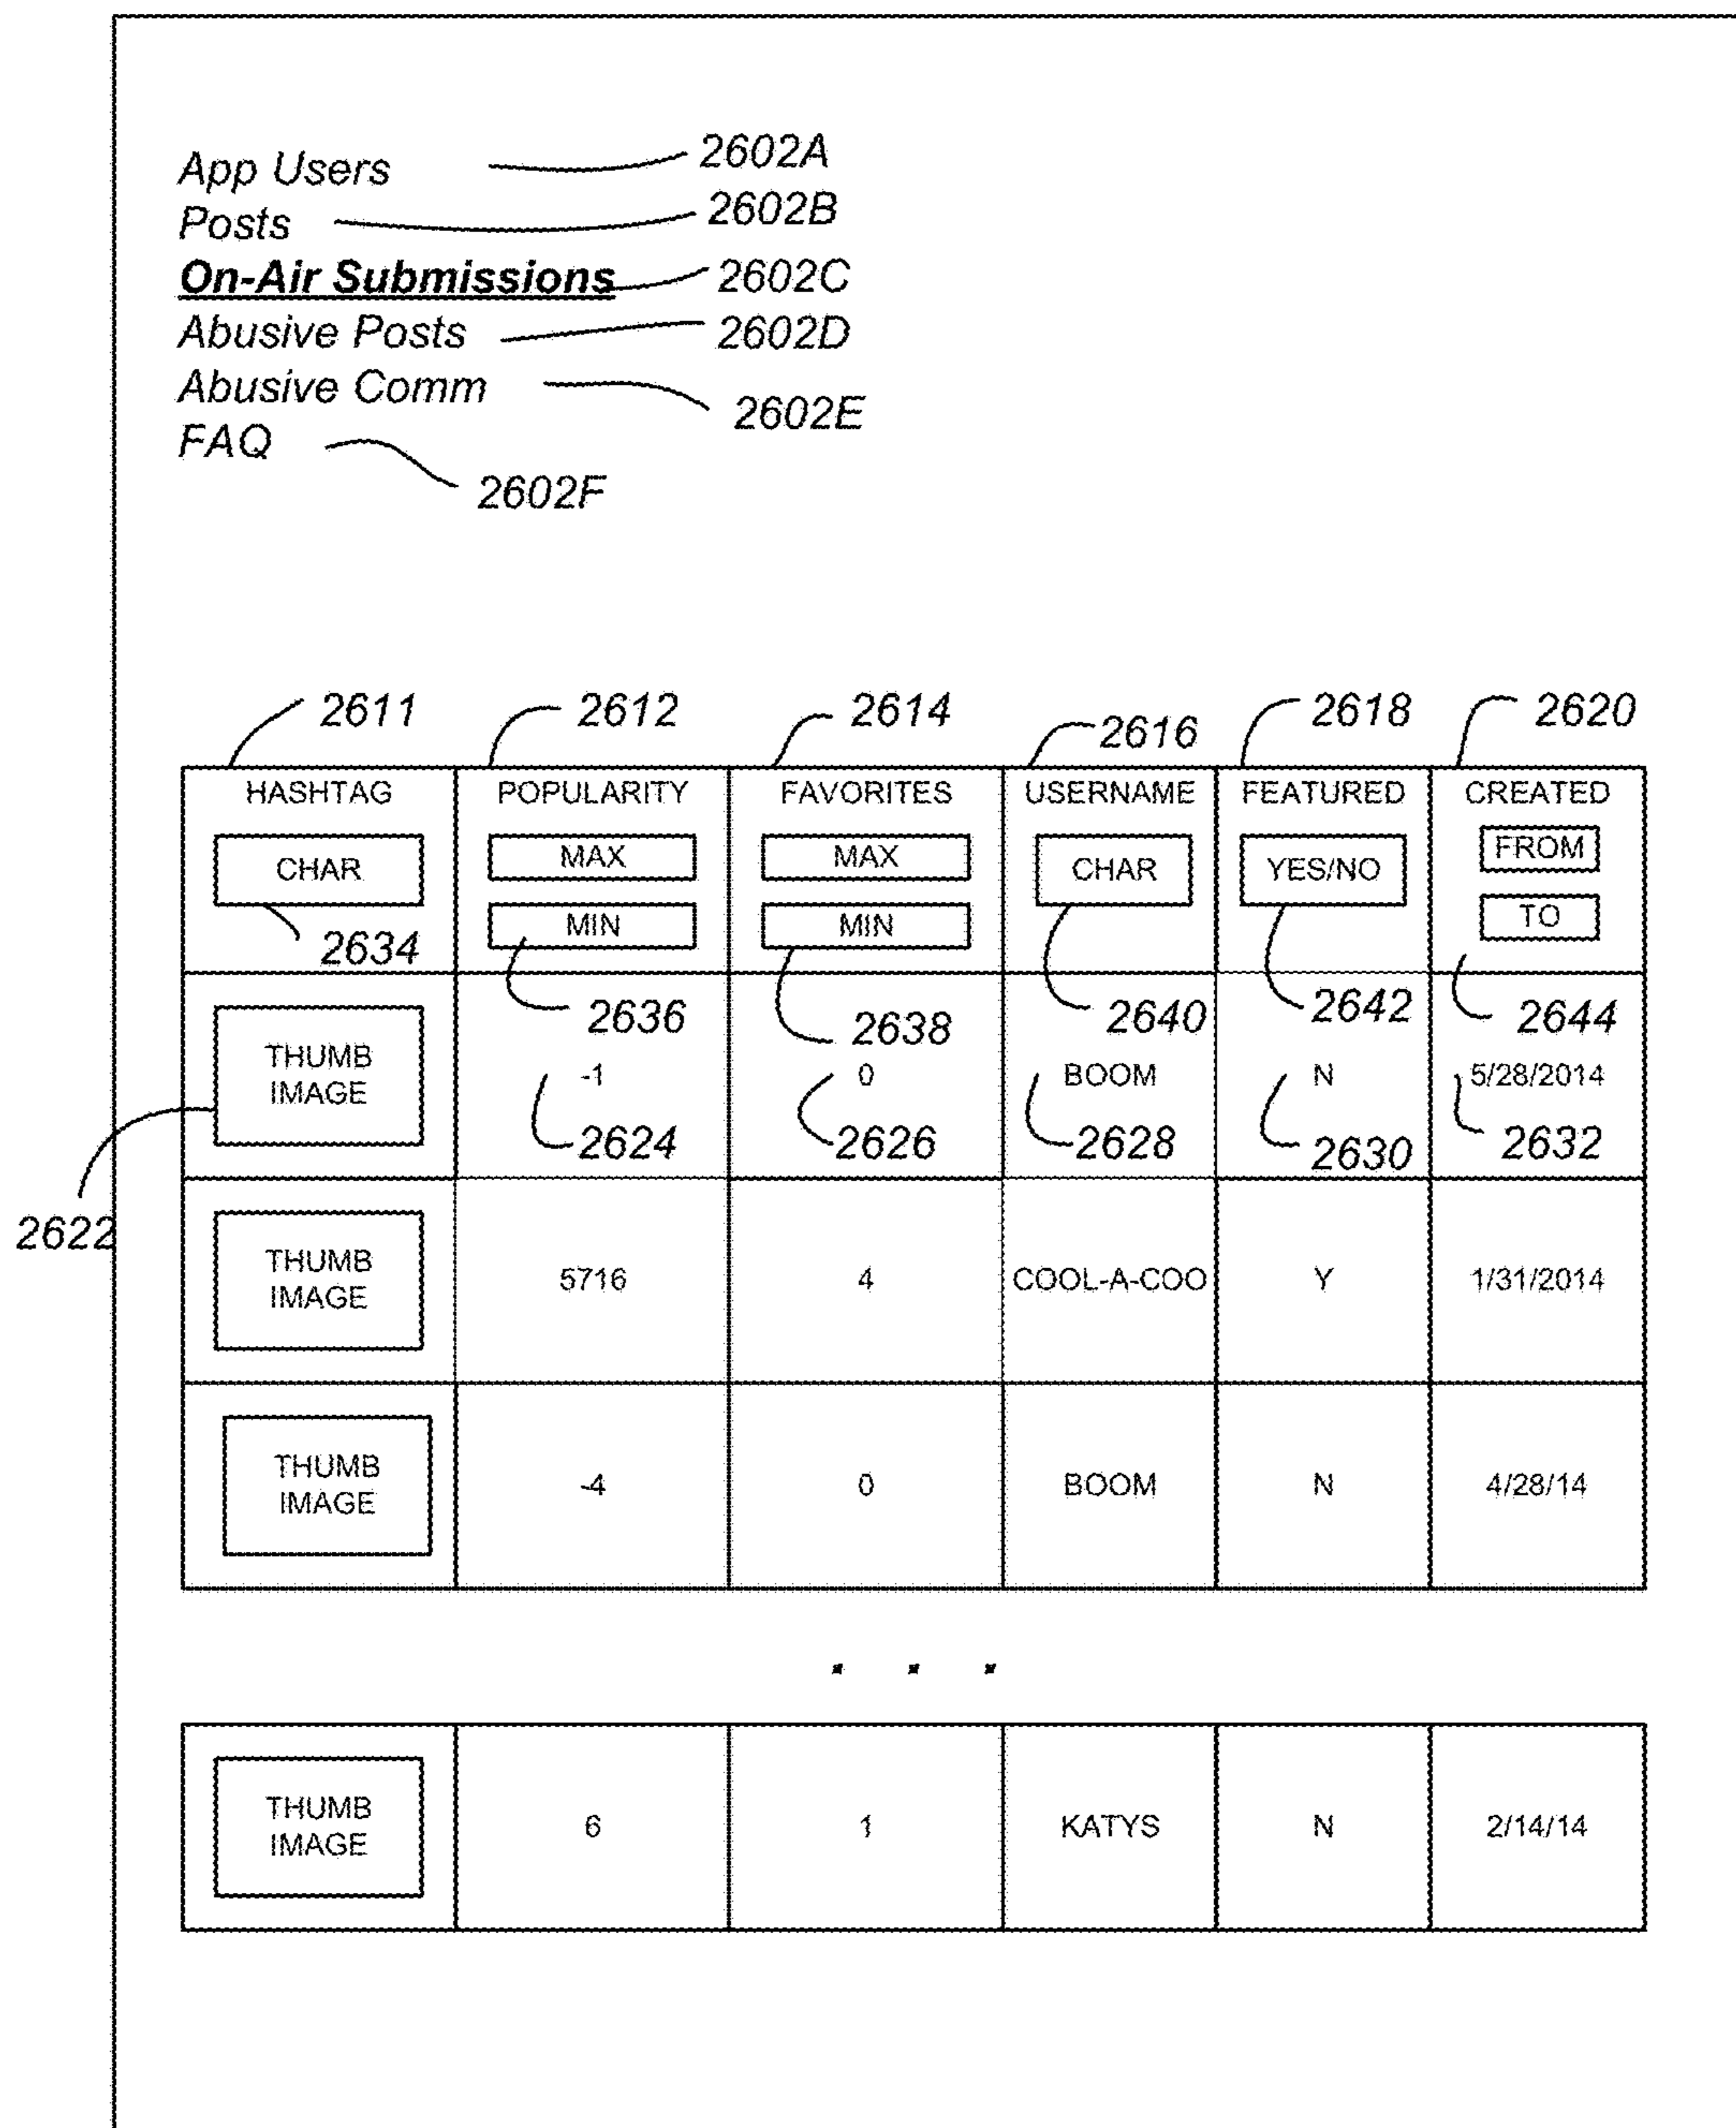 App Users 2602A
Posts 2602B
On-Air Submissions 2602C
Abusive Posts 2602D
Abusive Comm 2602E
FAQ
2602F
2611 2612 2614 2616 2618 2620
HASHTAG POPULARITY FAVORITES USERNAME FEATURED CREATED
CHAR MAX MAX CHAR YES/NO FROM
MIN MIN TO
2634
2636 2638 2640 2642 2644
THUMB
IMAGE -1 0 BOOM N 5/28/2014
2624 2626 2628 2630 2632
2622
THUMB
IMAGE 5716 4 COOL-A-COO Y 1/31/2014
THUMB
IMAGE -4 0 BOOM N 4/28/14
. . .
THUMB
IMAGE 6 1 KATYS N 2/14/14